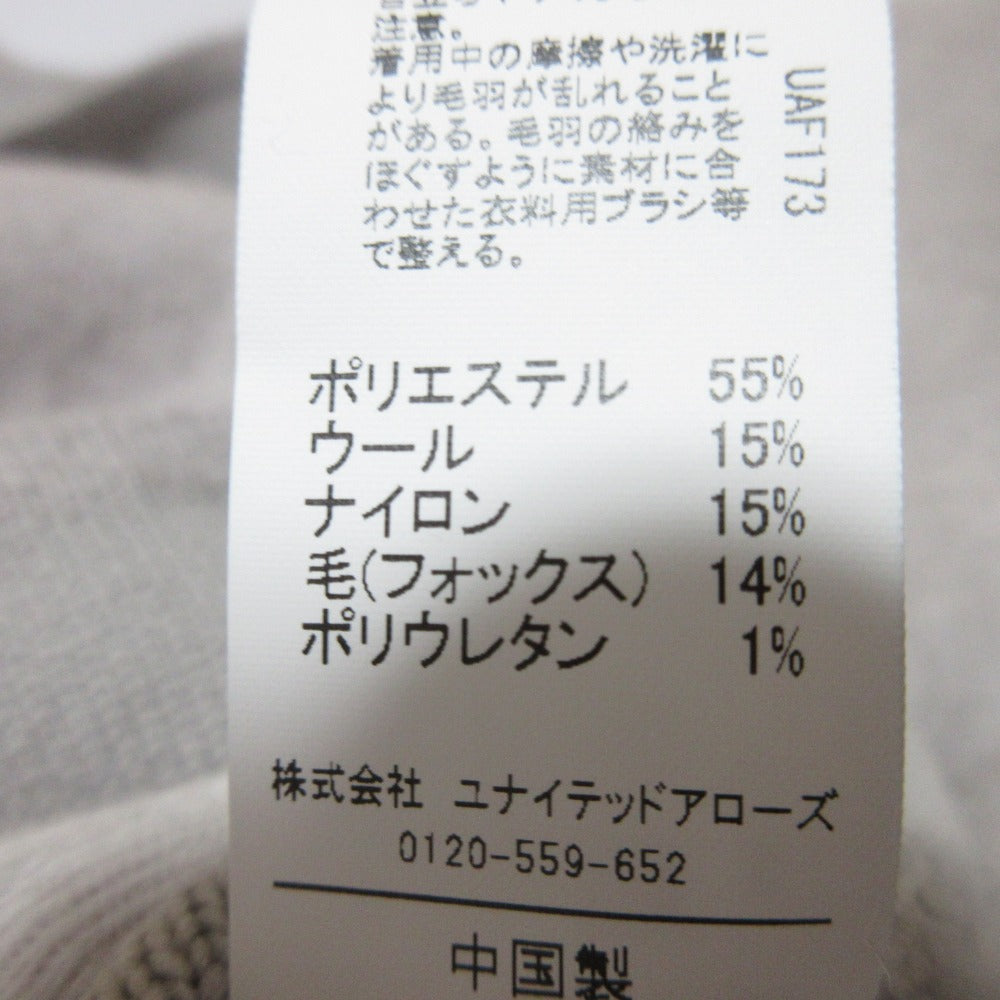 注意。
着用中の摩擦や洗濯に
より毛羽が乱れること
がある。毛羽の絡みを
ほぐすように素材に合
わせた衣料用ブラシ等
で整える。
UAF173
ポリエステル 55%
ウール 15%
ナイロン 15%
毛(フォックス) 14%
ポリウレタン 1%
株式会社 ユナイテッドアローズ
0120-559-652
中国製